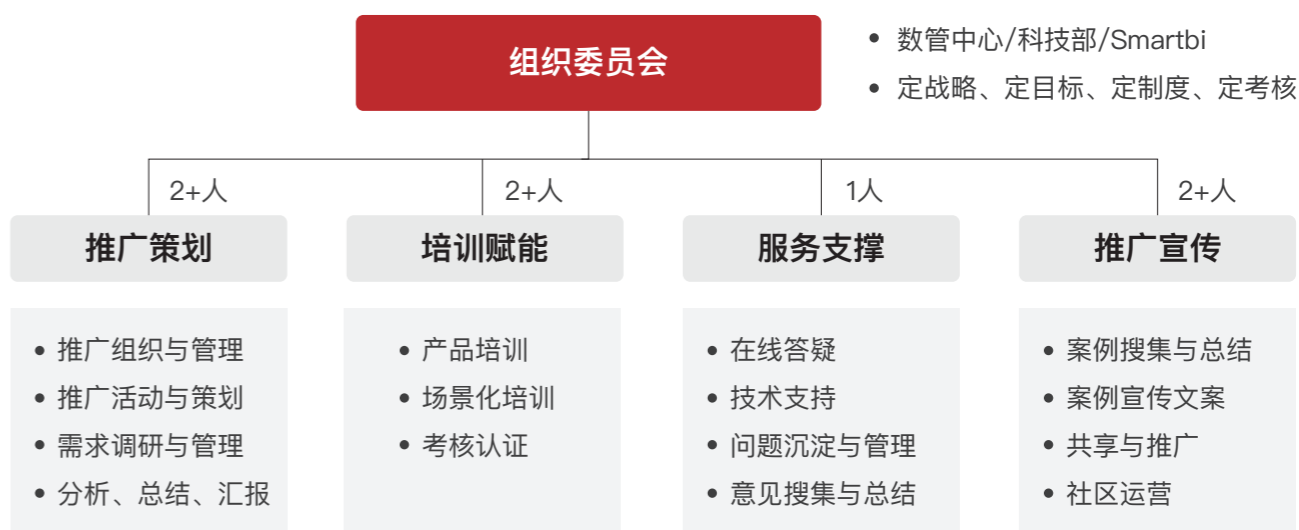 组织委员会
• 数管中心/科技部/Smartbi
• 定战略、定目标、定制度、定考核
2+人
2+人
1人
2+人
推广策划
培训赋能
服务支撑
推广宣传
• 推广组织与管理
• 推广活动与策划
• 需求调研与管理
• 分析、总结、汇报
• 产品培训
• 场景化培训
• 考核认证
• 在线答疑
• 技术支持
• 问题沉淀与管理
• 意见搜集与总结
• 案例搜集与总结
• 案例宣传文案
• 共享与推广
• 社区运营